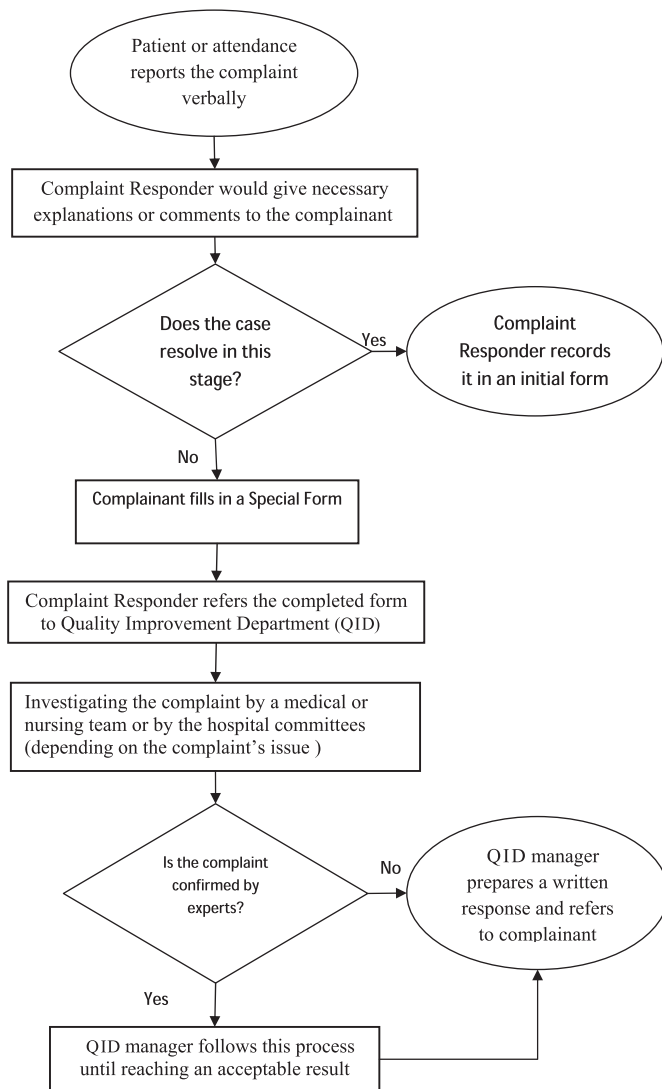 Patient or attendance
reports the complaint
verbally
Complaint Responder would give necessary
explanations or comments to the complainant
Does the case
resolve in this
stage?
Yes
Complaint
Responder records
it in an initial form
No
Complainant fills in a Special Form
Complaint Responder refers the completed form
to Quality Improvement Department (QID)
Investigating the complaint by a medical or
nursing team or by the hospital committees
(depending on the complaint's issue )
Is the complaint
confirmed by
experts?
No
QID manager
prepares a written
response and refers
to complainant
Yes
QID manager follows this process
until reaching an acceptable result